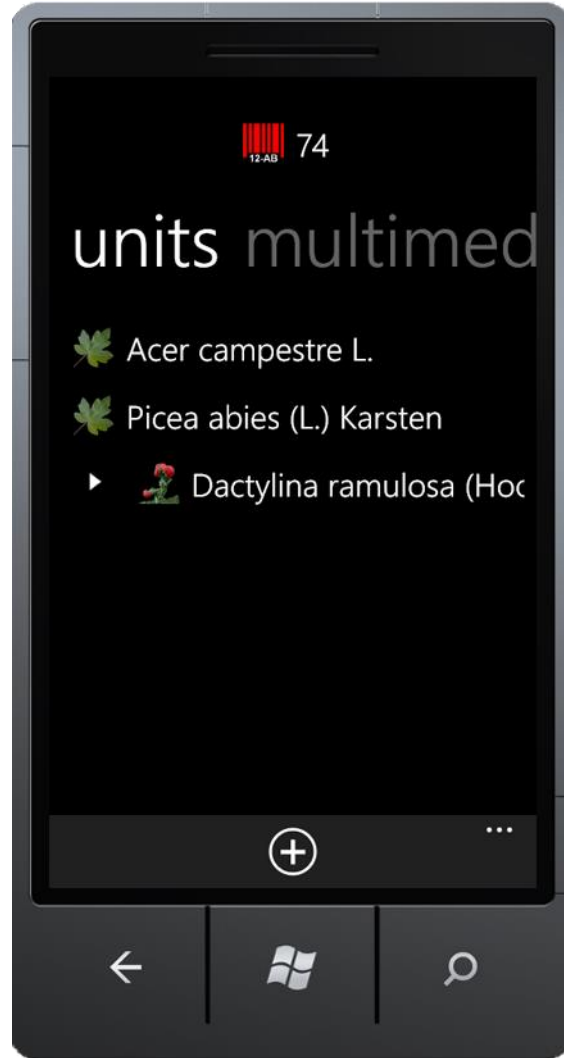 12-AB 74
units multimed
Acer campestre L.
Picea abies (L.) Karsten
Dactylina ramulosa (Hoc